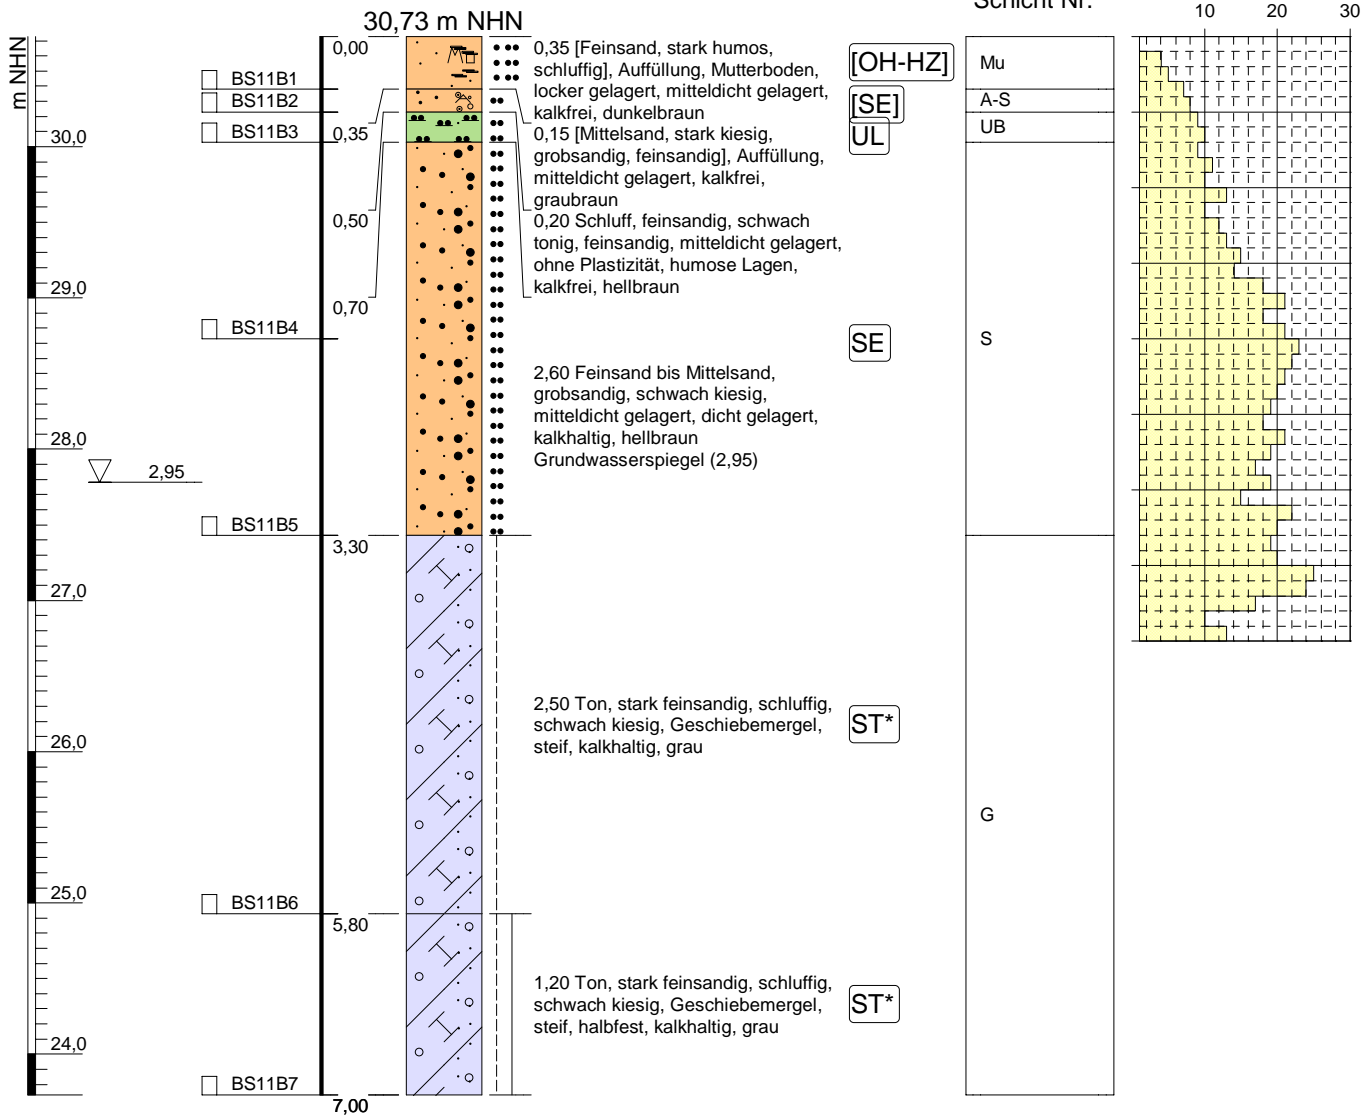 Schicht Nr.
10 20 30
30,73 m NHN
m NHN
0,00
0,35 [Feinsand, stark humos,
schluffig], Auffüllung, Mutterboden,
locker gelagert, mitteldicht gelagert,
kalkfrei, dunkelbraun
[OH-HZ]
Mu
BS11B1
BS11B2
[SE]
A-S
BS11B3
0,35
0,15 [Mittelsand, stark kiesig,
grobsandig, feinsandig], Auffüllung,
mitteldicht gelagert, kalkfrei,
graubraun
UL
UB
30,0
0,50
0,20 Schluff, feinsandig, schwach
tonig, feinsandig, mitteldicht gelagert,
ohne Plastizität, humose Lagen,
kalkfrei, hellbraun
29,0
0,70
BS11B4
SE
S
2,60 Feinsand bis Mittelsand,
grobsandig, schwach kiesig,
mitteldicht gelagert, dicht gelagert,
kalkhaltig, hellbraun
Grundwasserspiegel (2,95)
28,0
2,95
BS11B5
3,30
27,0
2,50 Ton, stark feinsandig, schluffig,
schwach kiesig, Geschiebemergel,
steif, kalkhaltig, grau
ST*
26,0
G
25,0
BS11B6
5,80
1,20 Ton, stark feinsandig, schluffig,
schwach kiesig, Geschiebemergel,
steif, halbfest, kalkhaltig, grau
ST*
24,0
BS11B7
7,00